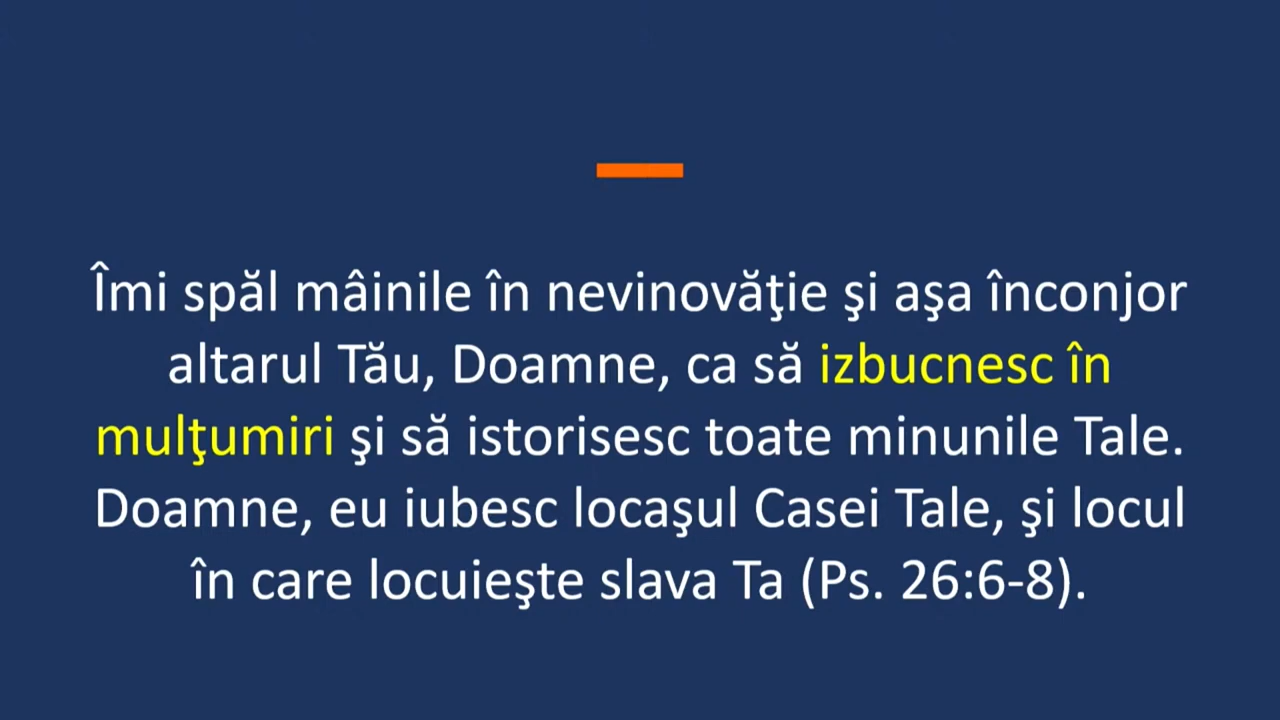 Îmi spăl mâinile în nevinovăţie şi aşa înconjor
altarul Tău, Doamne, ca să izbucnesc în
mulţumiri şi să istorisesc toate minunile Tale.
Doamne, eu iubesc locaşul Casei Tale, şi locul
în care locuieşte slava Ta (Ps. 26:6-8).